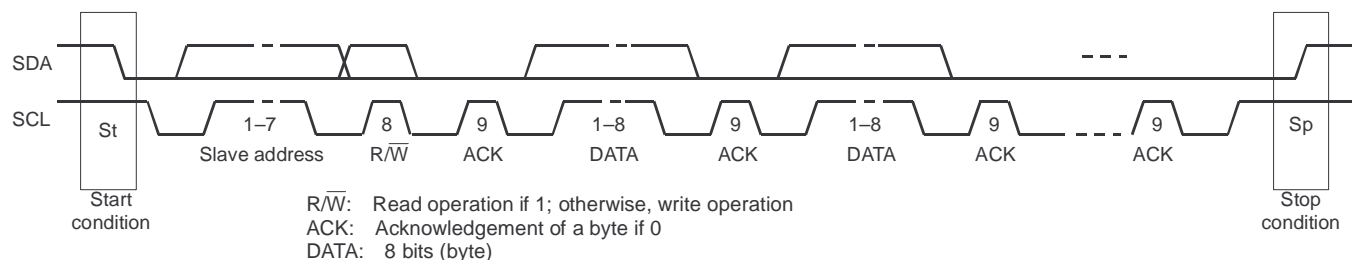 SDA
SCL
St 1–7 8 9 1–8 9 1–8 9 9 Sp
Slave address R/W̅ ACK DATA ACK DATA ACK ACK
Start condition
Stop condition
R/W̅: Read operation if 1; otherwise, write operation
ACK: Acknowledgement of a byte if 0
DATA: 8 bits (byte)